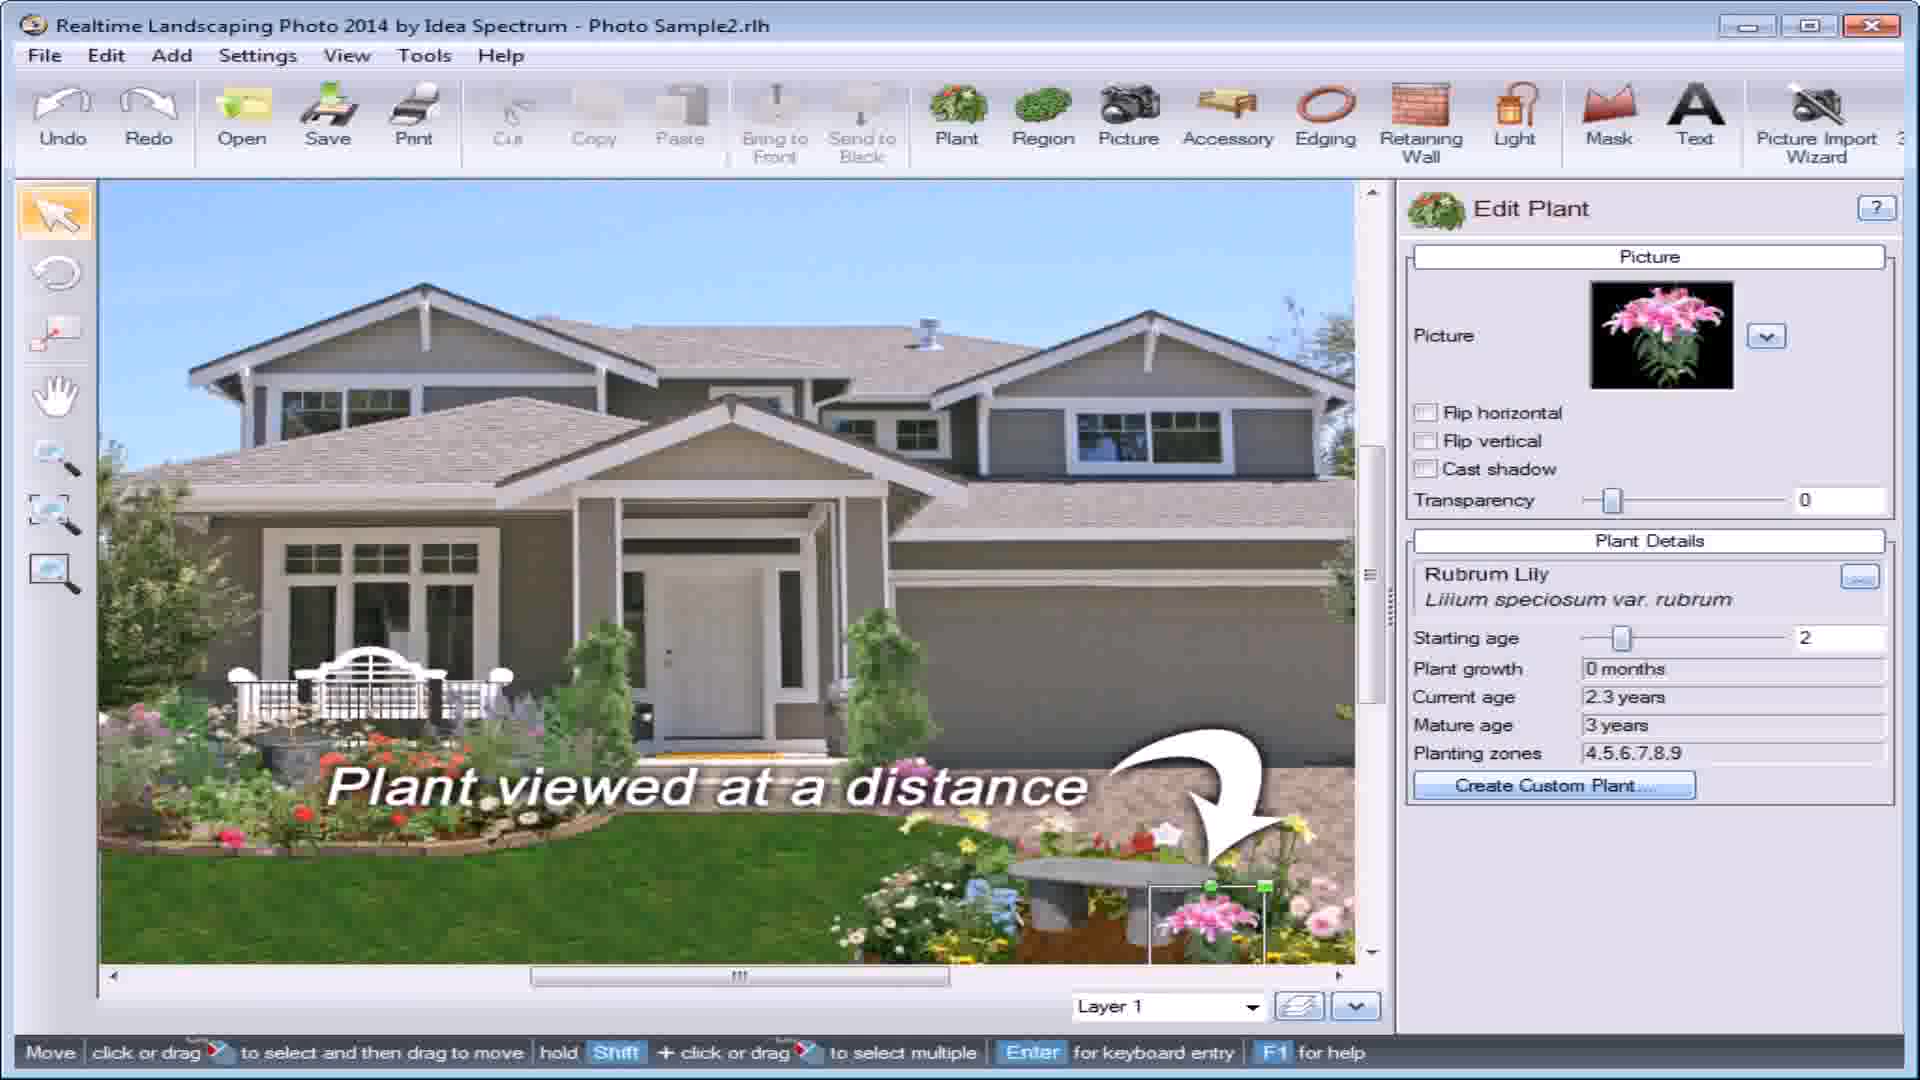 Realtime Landscaping Photo 2014 by Idea Spectrum - Photo Sample2.rlh
File Edit Add Settings View Tools Help
Undo Redo Open Save Print Cut Copy Paste Bring to Front Send to Back Plant Region Picture Accessory Edging Retaining Wall Light Mask Text Picture Import Wizard
Edit Plant
?
Picture
Picture
Flip horizontal
Flip vertical
Cast shadow
Transparency 0
Plant Details
Rubrum Lily
...
Lilium speciosum var. rubrum
Starting age 2
Plant growth 0 months
Current age 2.3 years
Mature age 3 years
Planting zones 4,5,6,7,8,9
Create Custom Plant...
Plant viewed at a distance
Layer 1
Move click or drag to select and then drag to move hold Shift + click or drag to select multiple Enter for keyboard entry F1 for help